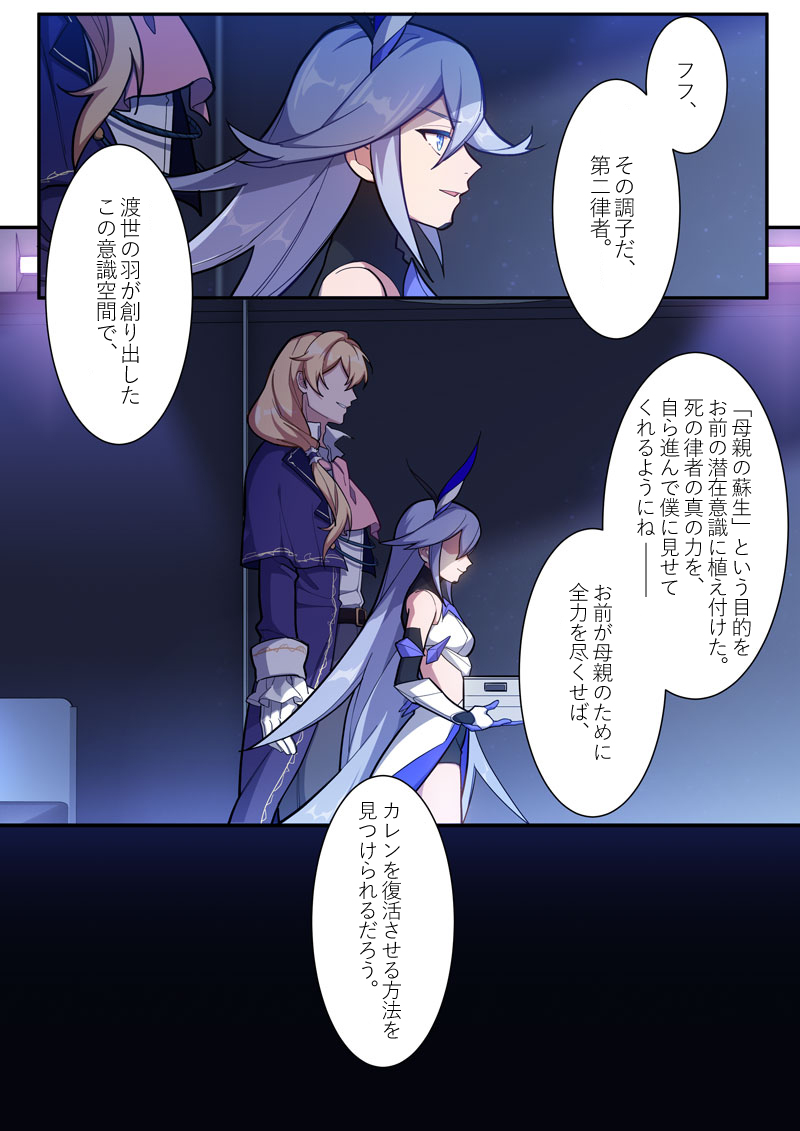 フフ、
その調子だ、
第二律者。
渡世の羽が創り出した
この意識空間で、
「母親の蘇生」という目的を
お前の潜在意識に植え付けた。
死の律者の真の力を、
自ら進んで僕に見せて
くれるようにね――
お前が母親のために
全力を尽くせば、
カレンを復活させる方法を
見つけられるだろう。